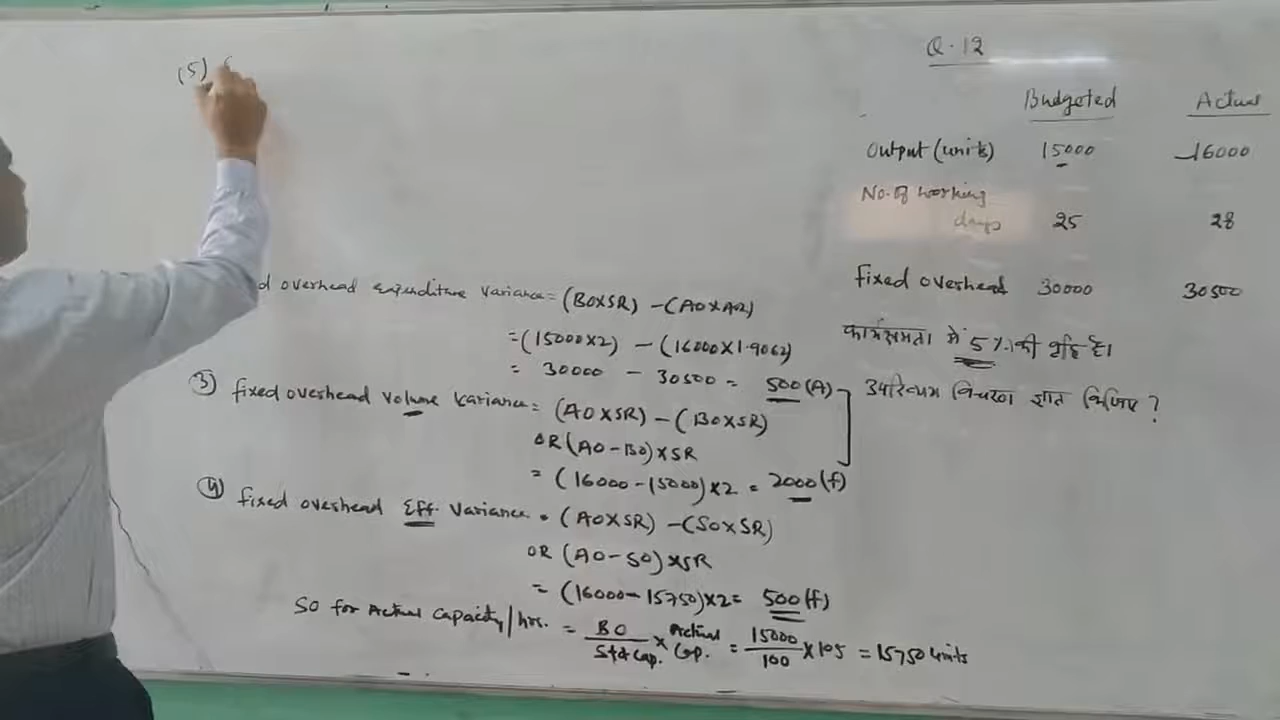 Q.12
Budgeted Actual
Output (units) 15000 16000
No. of working
days 25 28
fixed overhead 30000 30500
कार्यक्षमता में 5% की वृद्धि है।
उपरिव्यय विचरण ज्ञात किजिए ?
(5)
d overhead expenditure variance = (BO×SR) - (AO×AR)
= (15000×2) - (16000×1.9062)
= 30000 - 30500 = 500 (A)
③ fixed overhead volume variance = (AO×SR) - (BO×SR)
OR (AO-BO)×SR
= (16000-15000)×2 = 2000 (f)
④ fixed overhead Eff. Variance = (AO×SR) - (SO×SR)
OR (AO-SO)×SR
= (16000-15750)×2 = 500 (f)
SO for Actual Capacity/hrs. = BO / Std Cap. × Actual Cap. = 15000 / 100 × 105 = 15750 units